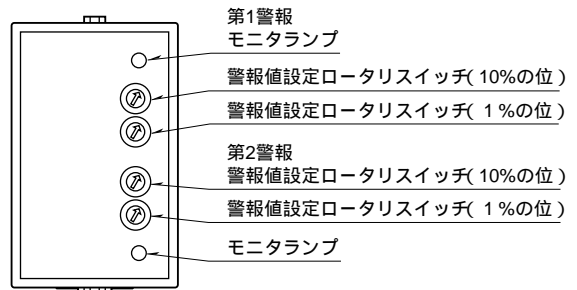 第1警報
モニタランプ
警報値設定ロータリスイッチ(10%の位)
警報値設定ロータリスイッチ( 1%の位)
第2警報
警報値設定ロータリスイッチ(10%の位)
警報値設定ロータリスイッチ( 1%の位)
モニタランプ